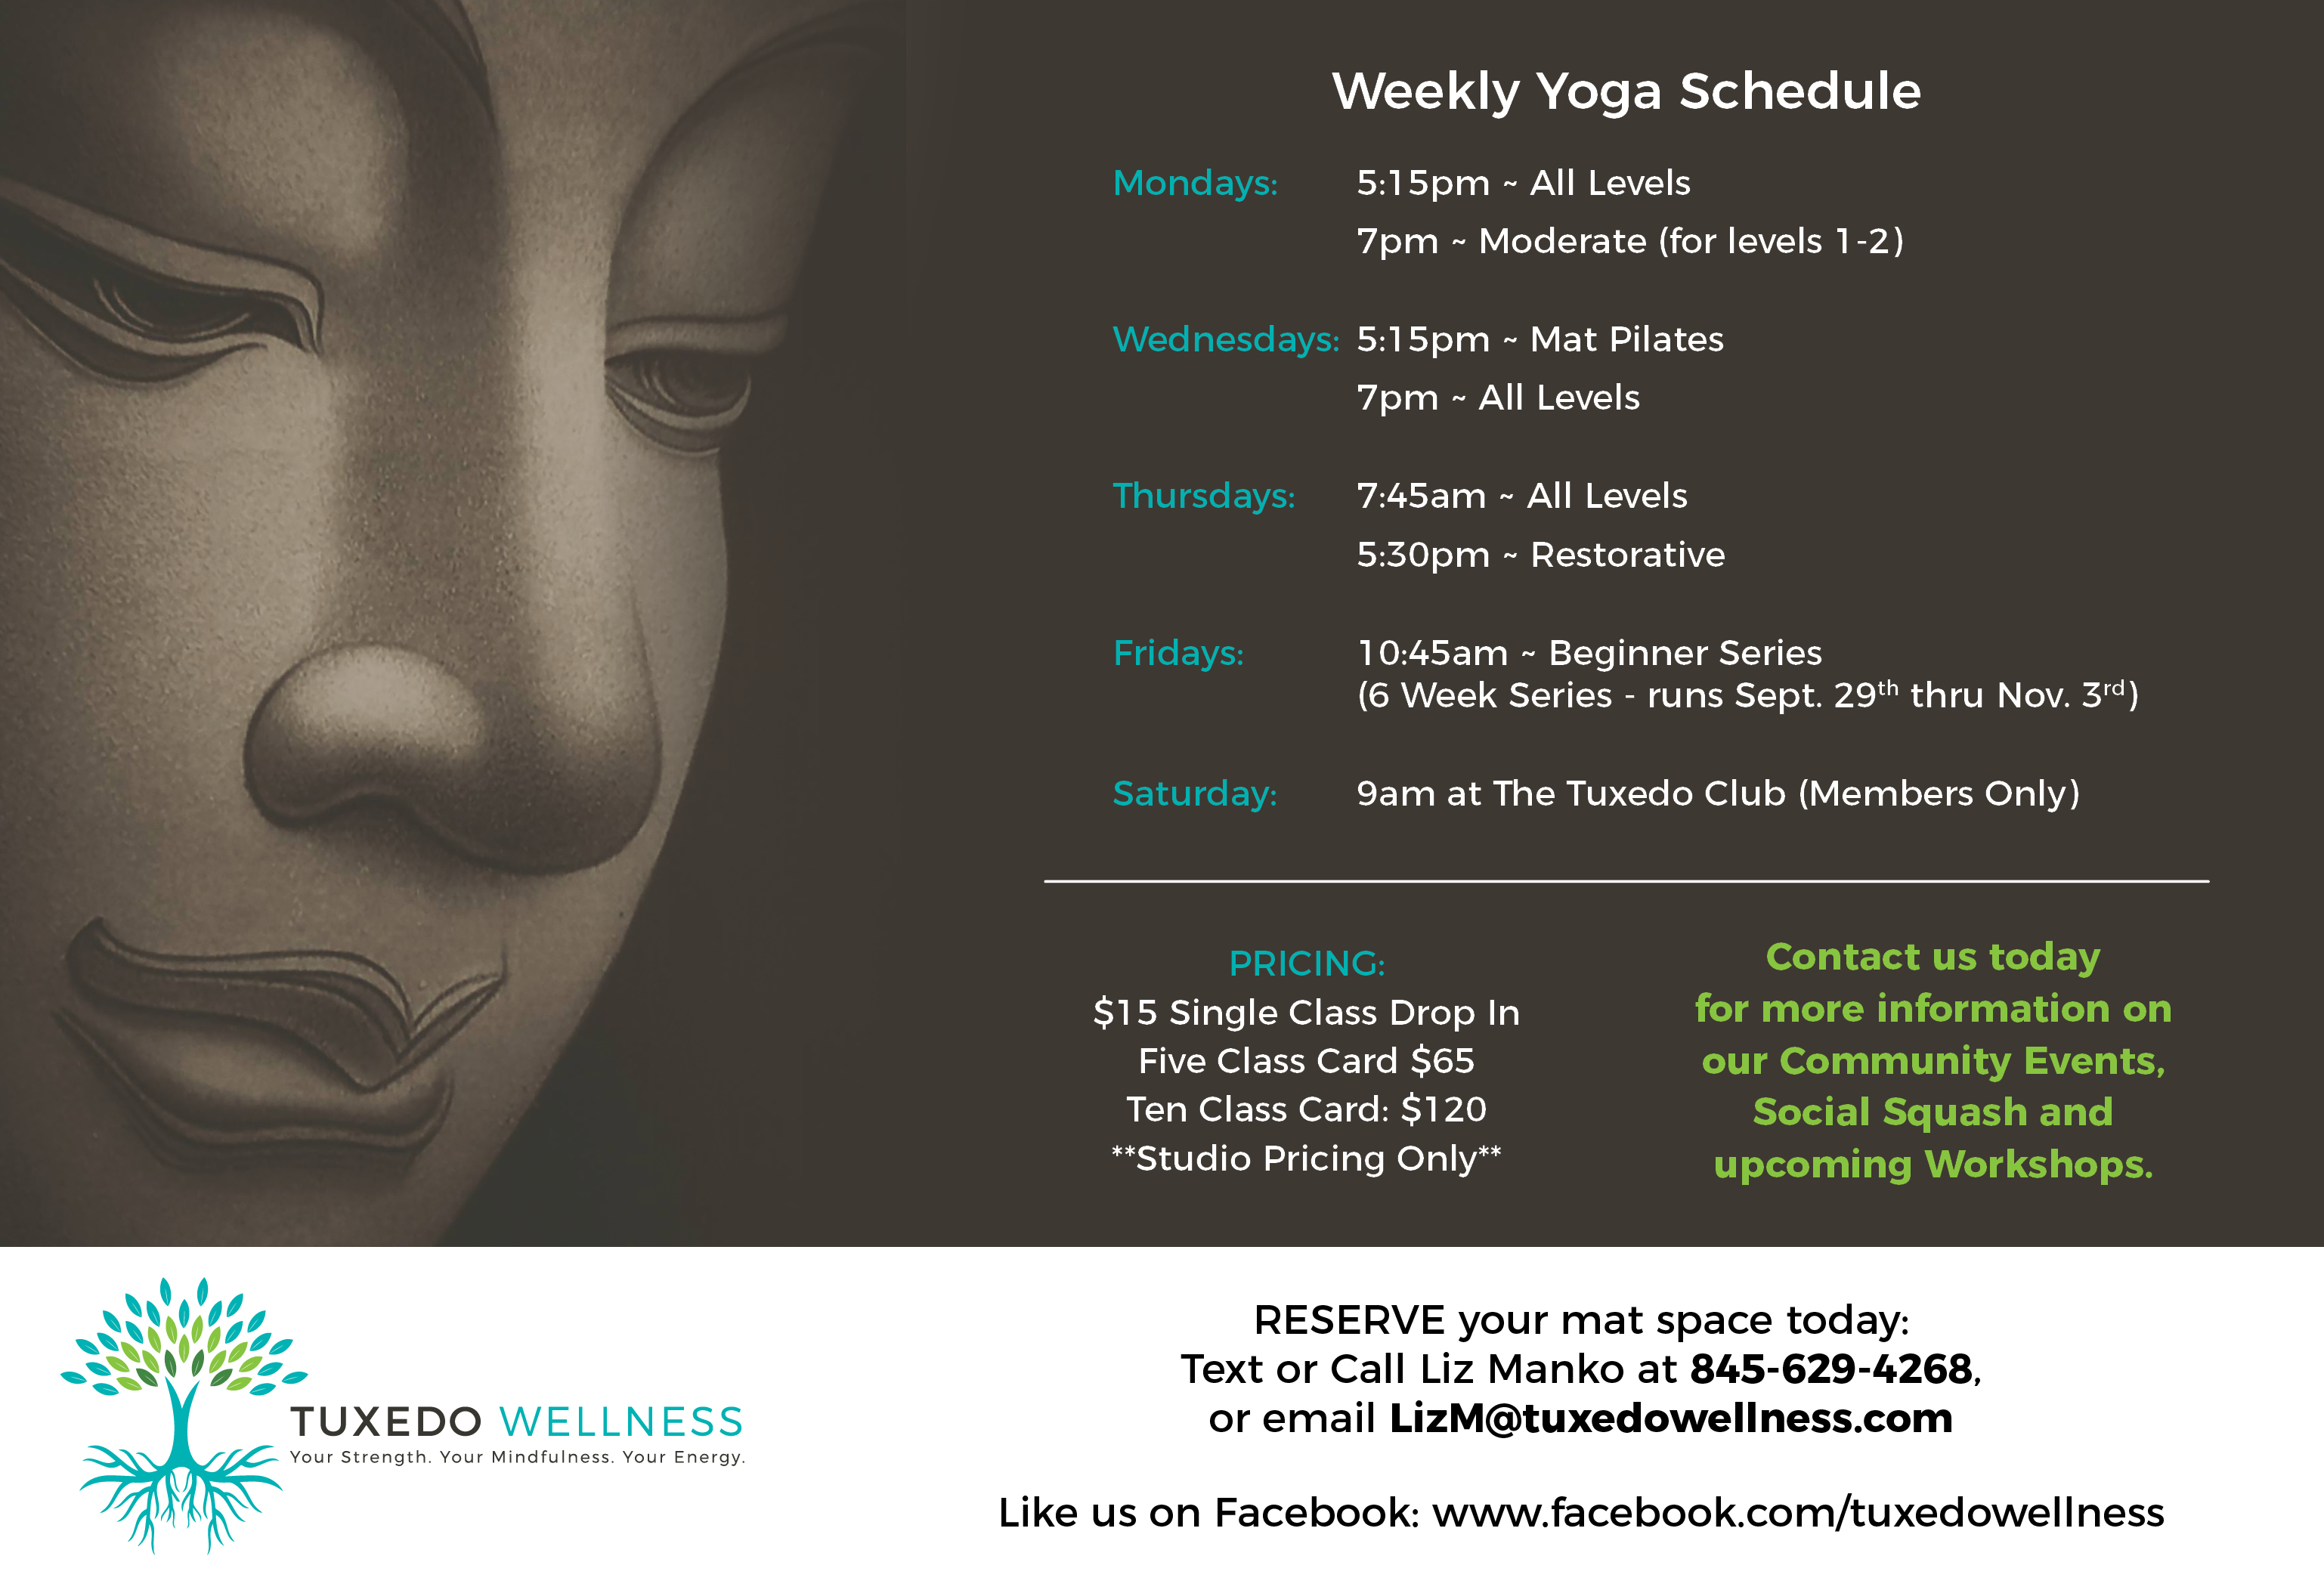 Weekly Yoga Schedule
Mondays: 5:15pm ~ All Levels
7pm ~ Moderate (for levels 1-2)
Wednesdays: 5:15pm ~ Mat Pilates
7pm ~ All Levels
Thursdays: 7:45am ~ All Levels
5:30pm ~ Restorative
Fridays: 10:45am ~ Beginner Series
(6 Week Series - runs Sept. 29th thru Nov. 3rd)
Saturday: 9am at The Tuxedo Club (Members Only)
PRICING:
$15 Single Class Drop In
Five Class Card $65
Ten Class Card: $120
**Studio Pricing Only**
Contact us today
for more information on
our Community Events,
Social Squash and
upcoming Workshops.
TUXEDO WELLNESS
Your Strength. Your Mindfulness. Your Energy.
RESERVE your mat space today:
Text or Call Liz Manko at 845-629-4268,
or email LizM@tuxedowellness.com
Like us on Facebook: www.facebook.com/tuxedowellness